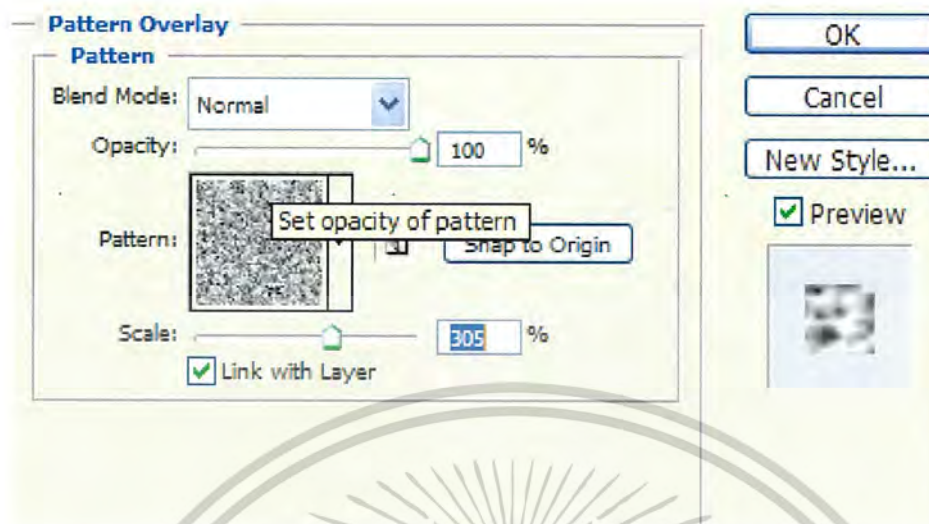 Pattern Overlay
Pattern
Blend Mode: Normal
Opacity: 100 %
Set opacity of pattern
Pattern: Snap to Origin
Scale: 305 %
Link with Layer
OK
Cancel
New Style...
Preview